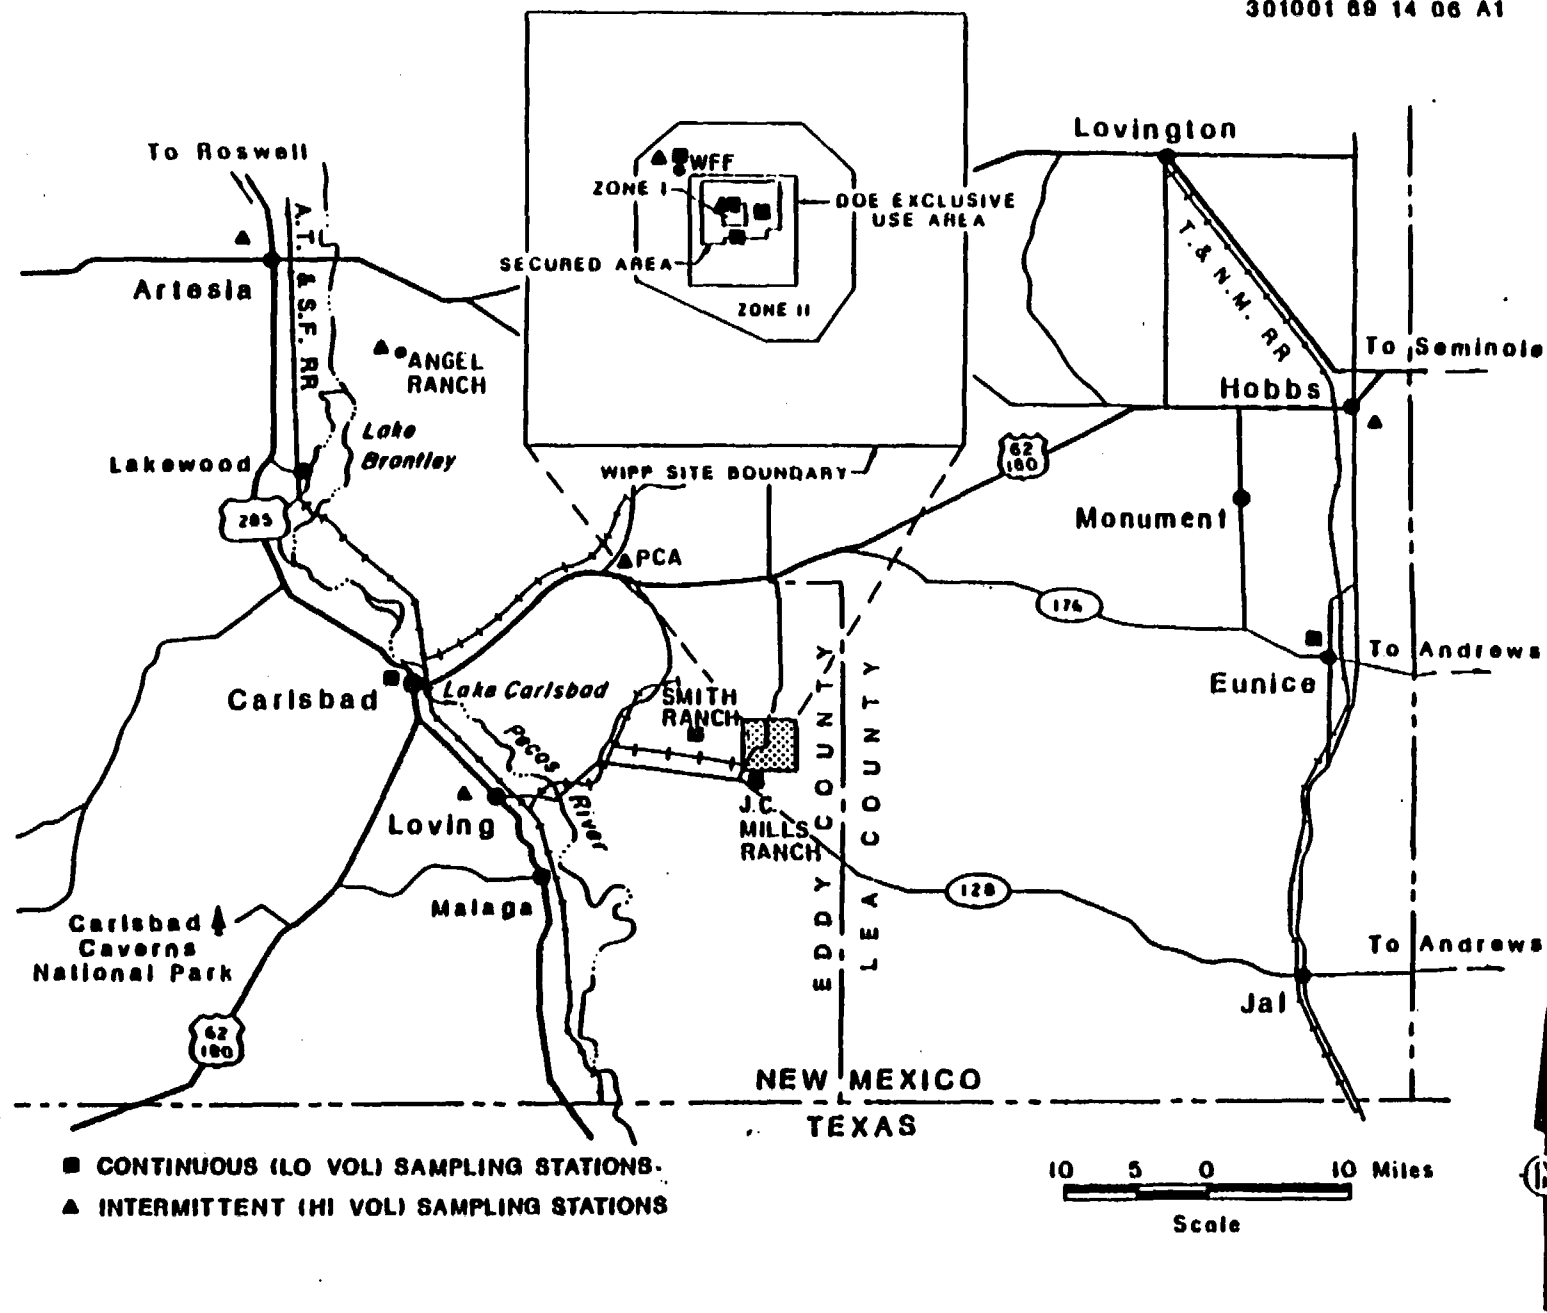 301001 89 14 06 A1
To Roswell
Lovington
WFF
ZONE I
DOE EXCLUSIVE
USE AREA
SECURED AREA
ZONE II
A.T. & S.F. RR
Artesia
T. & N.M. RR
To Seminole
ANGEL
RANCH
Hobbs
Lake
Brantley
Lakewood
WIPP SITE BOUNDARY
62
180
285
Monument
PCA
176
To Andrews
Eunice
Carlsbad
Lake Carlsbad
SMITH
RANCH
Pecos River
EDDY COUNTY
LEA COUNTY
Loving
J.C.
MILLS
RANCH
128
Malaga
Carlsbad
Caverns
National Park
To Andrews
Jal
62
180
NEW MEXICO
TEXAS
CONTINUOUS (LO VOL) SAMPLING STATIONS.
INTERMITTENT (HI VOL) SAMPLING STATIONS
10 5 0 10 Miles
Scale